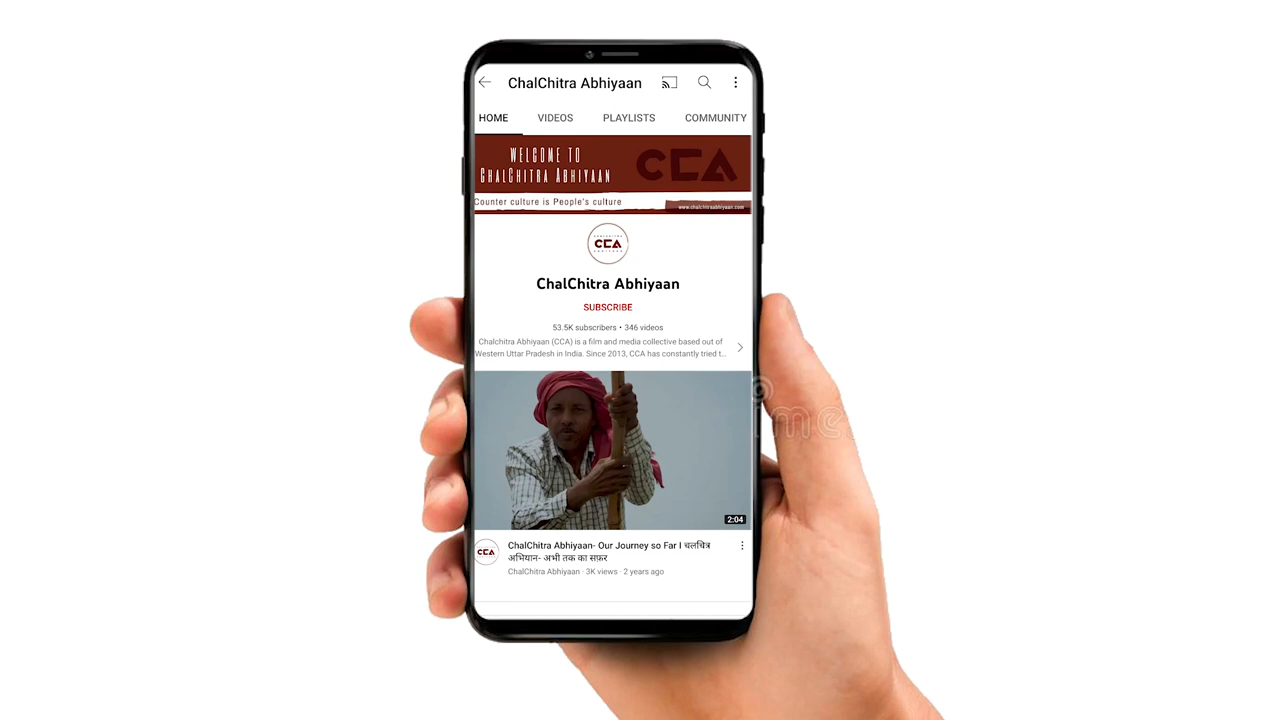 ChalChitra Abhiyaan
HOME VIDEOS PLAYLISTS COMMUNITY
WELCOME TO
CHALCHITRA ABHIYAAN
CCA
Counter culture is People's culture
www.chalchitraabhiyaan.com
CCA
ChalChitra Abhiyaan
SUBSCRIBE
53.5K subscribers • 346 videos
Chalchitra Abhiyaan (CCA) is a film and media collective based out of
Western Uttar Pradesh in India. Since 2013, CCA has constantly tried t...
2:04
CCA
ChalChitra Abhiyaan- Our Journey so Far I चलचित्र
अभियान- अभी तक का सफ़र
ChalChitra Abhiyaan · 3K views · 2 years ago